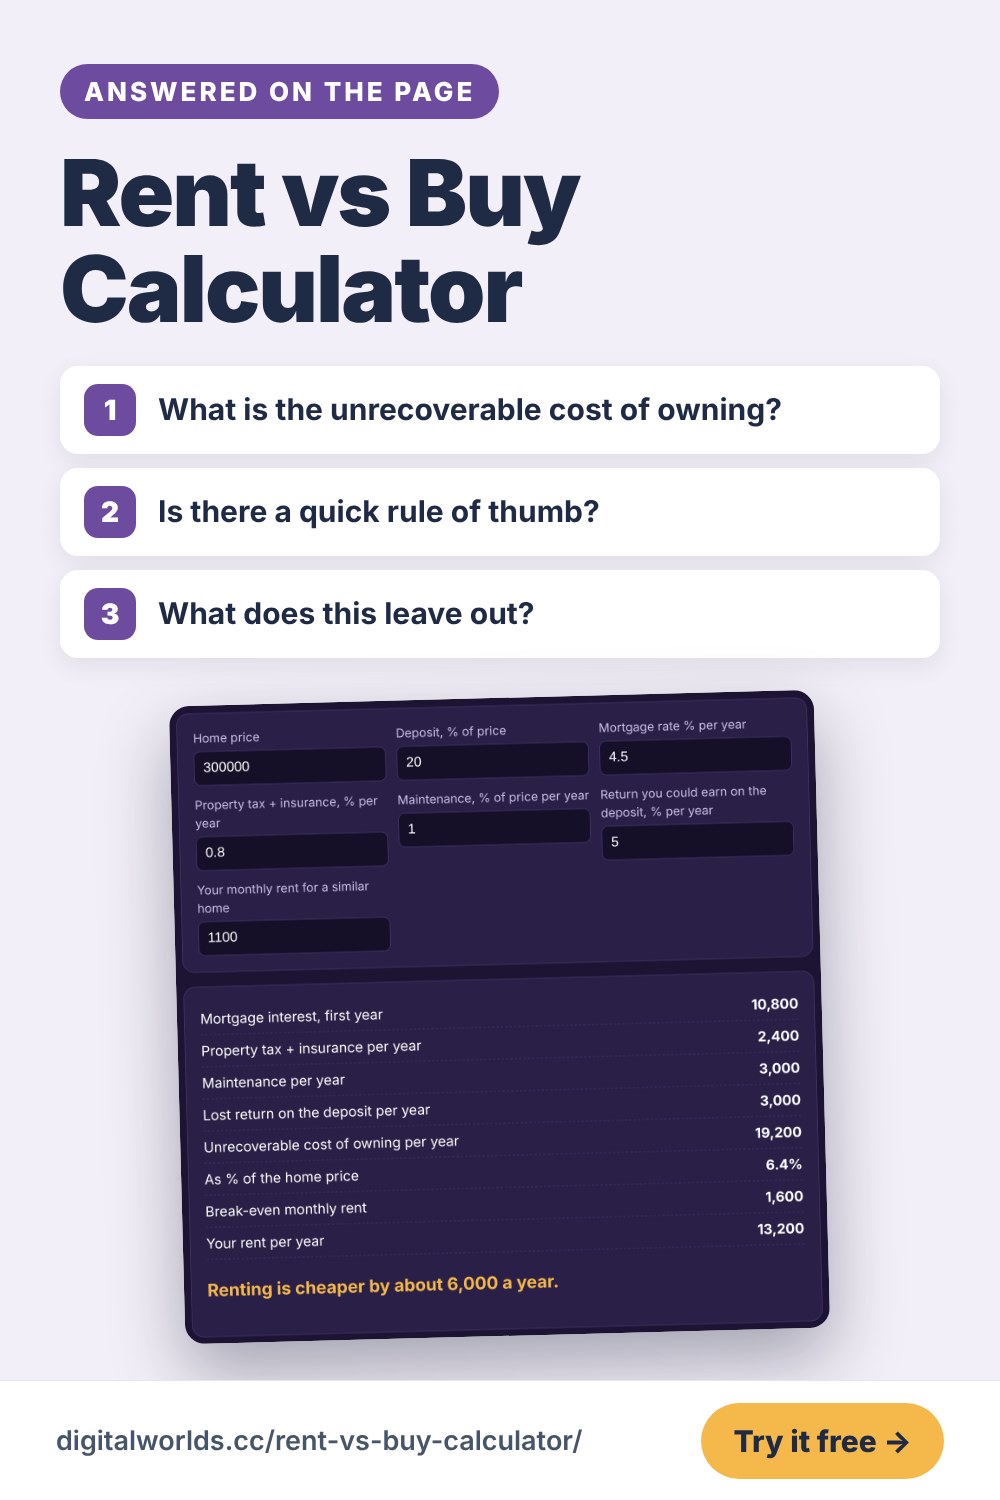 ANSWERED ON THE PAGE
Rent vs Buy
Calculator
1 What is the unrecoverable cost of owning?
2 Is there a quick rule of thumb?
3 What does this leave out?
Home price
300000
Deposit, % of price
20
Mortgage rate % per year
4.5
Property tax + insurance, % per
year
0.8
Maintenance, % of price per year
1
Return you could earn on the
deposit, % per year
5
Your monthly rent for a similar
home
1100
Mortgage interest, first year 10,800
Property tax + insurance per year 2,400
Maintenance per year 3,000
Lost return on the deposit per year 3,000
Unrecoverable cost of owning per year 19,200
As % of the home price 6.4%
Break-even monthly rent 1,600
Your rent per year 13,200
Renting is cheaper by about 6,000 a year.
digitalworlds.cc/rent-vs-buy-calculator/
Try it free →